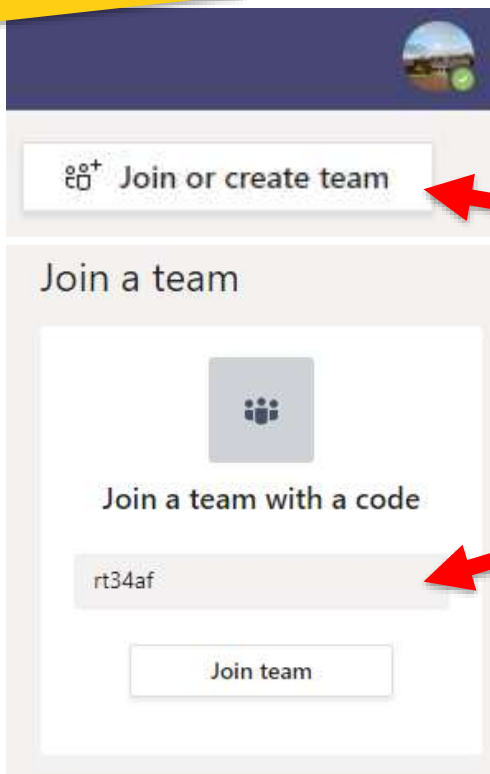 Join or create team
Join a team
Join a team with a code
rt34af
Join team